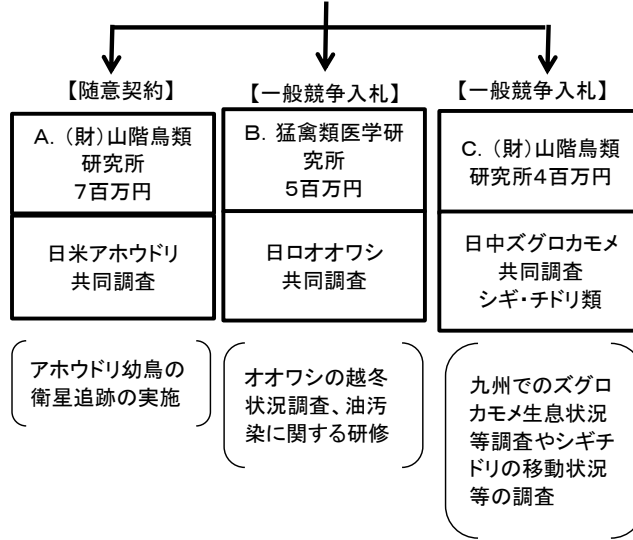 【随意契約】
A. (財)山階鳥類
研究所
7百万円
日米アホウドリ
共同調査
アホウドリ幼鳥の
衛星追跡の実施
【一般競争入札】
B. 猛禽類医学研
究所
5百万円
日ロオオワシ
共同調査
オオワシの越冬
状況調査、油汚
染に関する研修
【一般競争入札】
C. (財)山階鳥類
研究所4百万円
日中ズグロカモメ
共同調査
シギ・チドリ類
九州でのズグロ
カモメ生息状況
等調査やシギチ
ドリの移動状況
等の調査